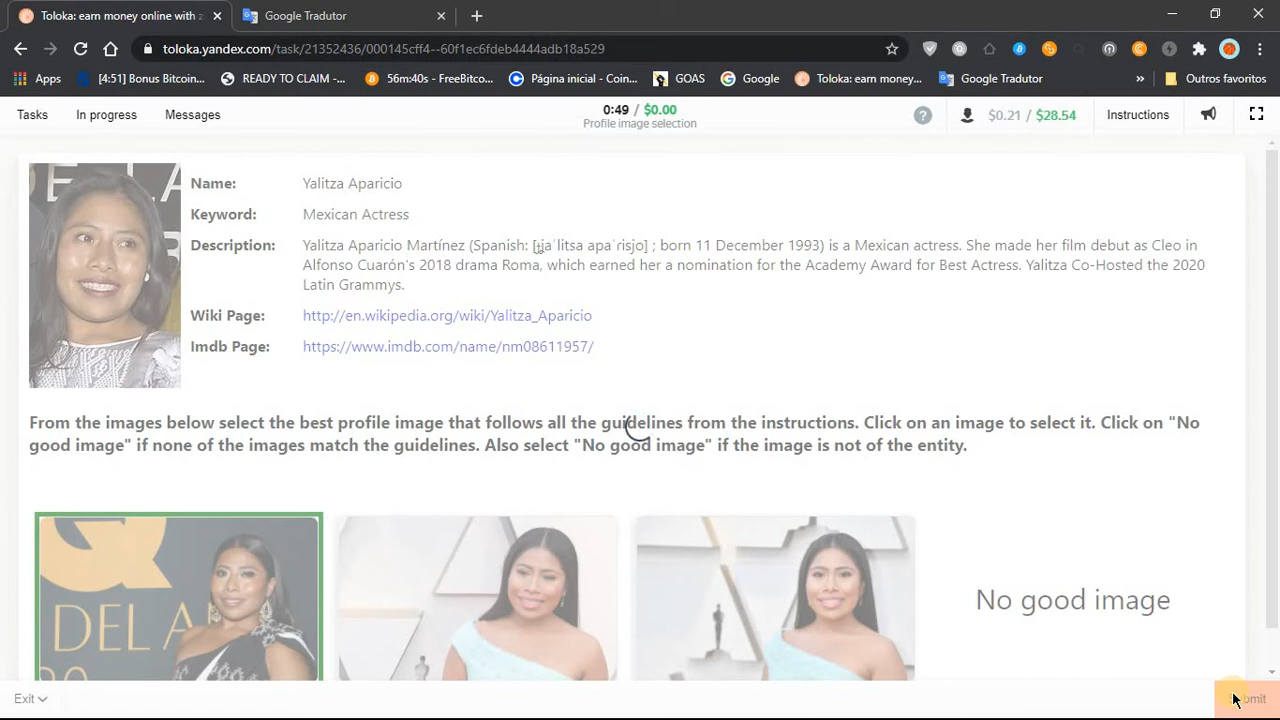 Toloka: earn money online with z
Google Tradutor
toloka.yandex.com/task/21352436/000145cff4--60f1ec6fdeb4444adb18a529
Apps
[4:51] Bonus Bitcoin...
READY TO CLAIM -...
56m:40s - FreeBitco...
Página inicial - Coin...
GOAS
Google
Toloka: earn money...
Google Tradutor
»
Outros favoritos
Tasks
In progress
Messages
0:49 / $0.00
Profile image selection
?
$0.21 / $28.54
Instructions
Name: Yalitza Aparicio
Keyword: Mexican Actress
Description: Yalitza Aparicio Martínez (Spanish: [ɟʝaˈlitsa apaˈɾisjo] ; born 11 December 1993) is a Mexican actress. She made her film debut as Cleo in
Alfonso Cuarón's 2018 drama Roma, which earned her a nomination for the Academy Award for Best Actress. Yalitza Co-Hosted the 2020
Latin Grammys.
Wiki Page: http://en.wikipedia.org/wiki/Yalitza_Aparicio
Imdb Page: https://www.imdb.com/name/nm08611957/
From the images below select the best profile image that follows all the guidelines from the instructions. Click on an image to select it. Click on "No
good image" if none of the images match the guidelines. Also select "No good image" if the image is not of the entity.
DEL A
No good image
Exit
Submit